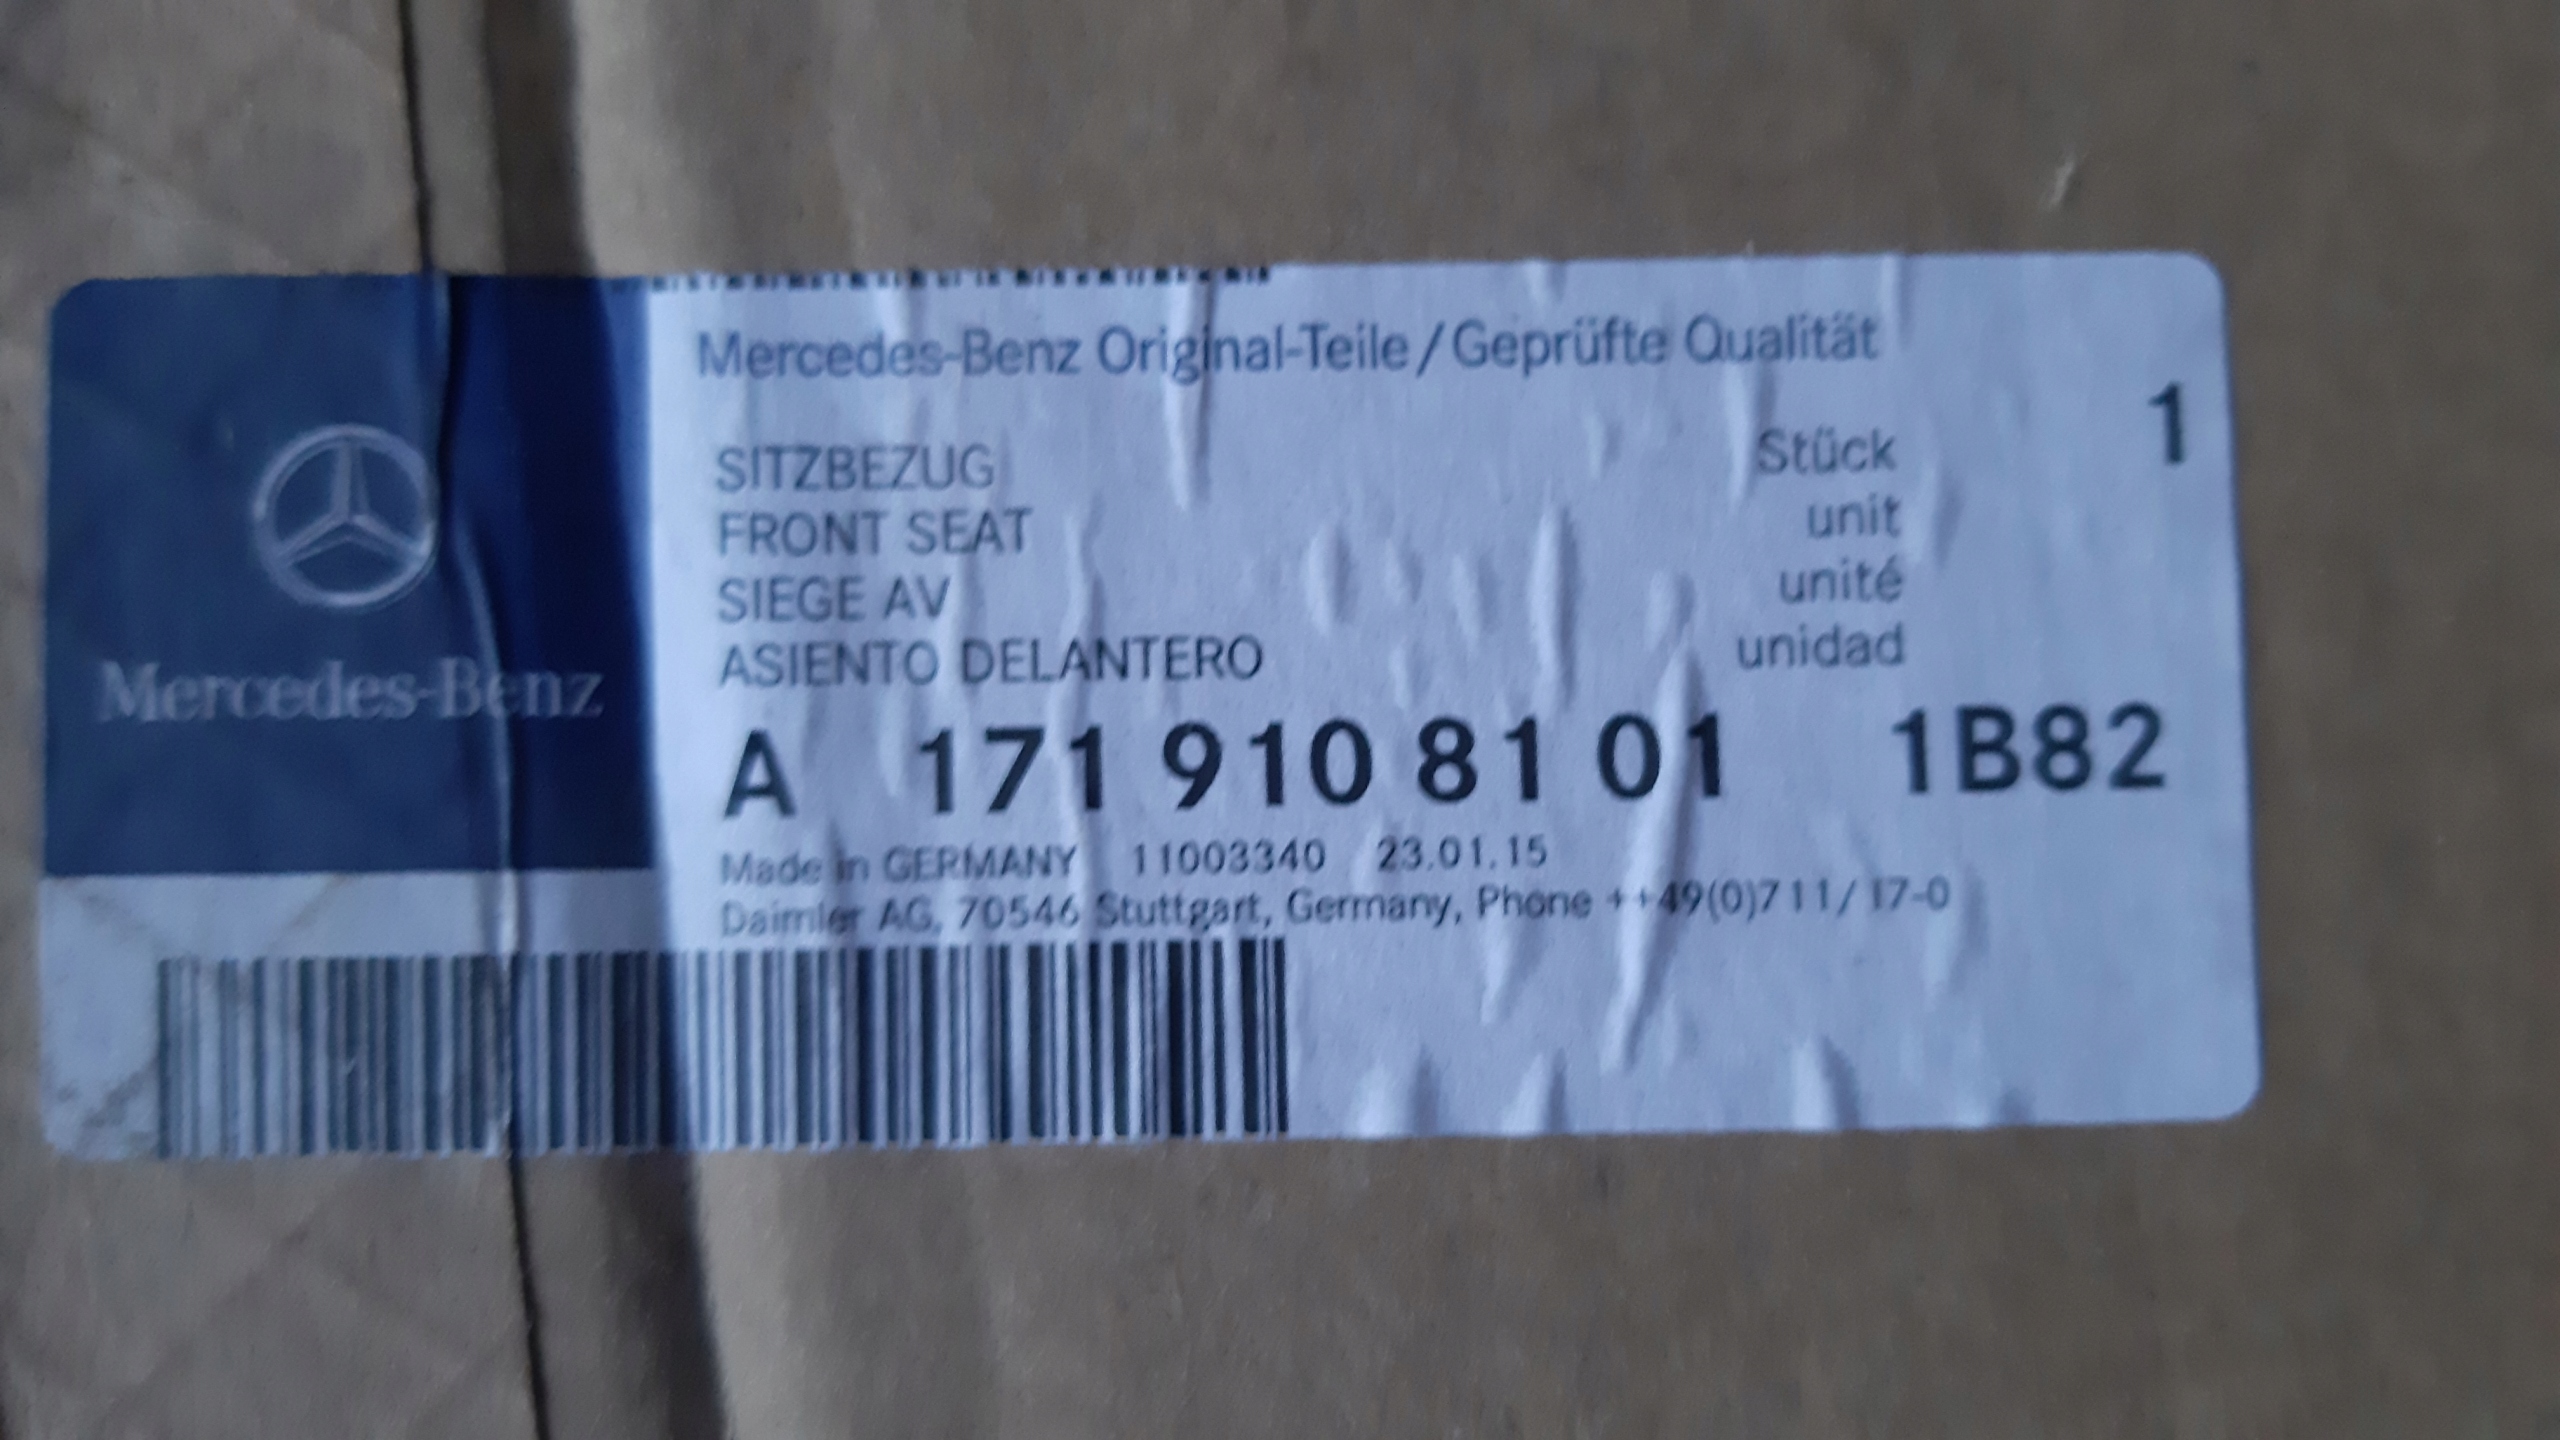 Mercedes-Benz
Mercedes-Benz Original-Teile/Geprüfte Qualität
1
SITZBEZUG
FRONT SEAT
SIEGE AV
ASIENTO DELANTERO
Stück
unit
unité
unidad
A 171 910 81 01 1B82
Made in GERMANY 11003340 23.01.15
Daimler AG, 70546 Stuttgart, Germany, Phone ++49(0)711/17-0